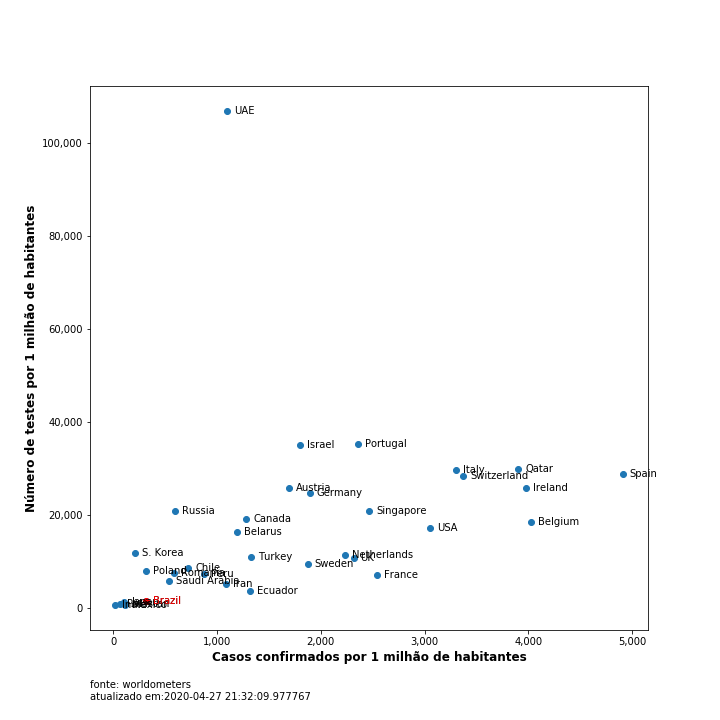 UAE
100,000
80,000
60,000
40,000
20,000
0
Número de testes por 1 milhão de habitantes
Israel
Portugal
Italy
Qatar
Switzerland
Spain
Austria
Germany
Ireland
Russia
Canada
Singapore
Belarus
USA
Belgium
S. Korea
Turkey
Netherlands
UK
Poland
Romania
Chile
Peru
Sweden
France
Saudi Arabia
Iran
Ecuador
Brazil
Mexico
0
1,000
2,000
3,000
4,000
5,000
Casos confirmados por 1 milhão de habitantes
fonte: worldometers
atualizado em:2020-04-27 21:32:09.977767